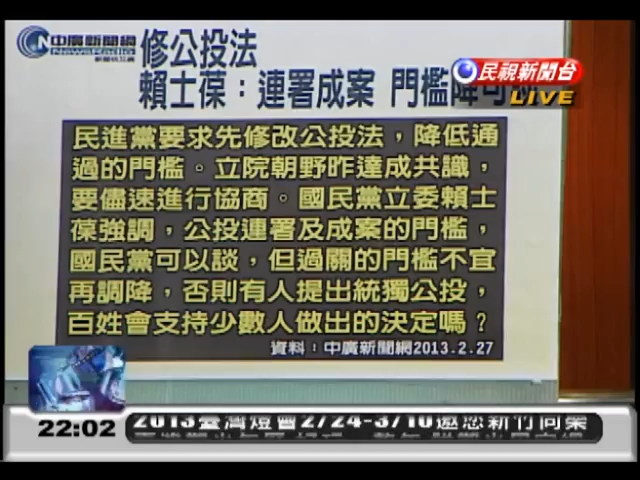 中廣新聞網
NewsRadio
修公投法
賴士葆：連署成案 門檻降可
民視新聞台
LIVE
民進黨要求先修改公投法，降低通
過的門檻。立院朝野昨達成共識，
要儘速進行協商。國民黨立委賴士
葆強調，公投連署及成案的門檻，
國民黨可以談，但過關的門檻不宜
再調降，否則有人提出統獨公投，
百姓會支持少數人做出的決定嗎？
資料：中廣新聞網2013.2.27
22:02
2013臺灣燈會2/24-3/10邀您新竹同樂